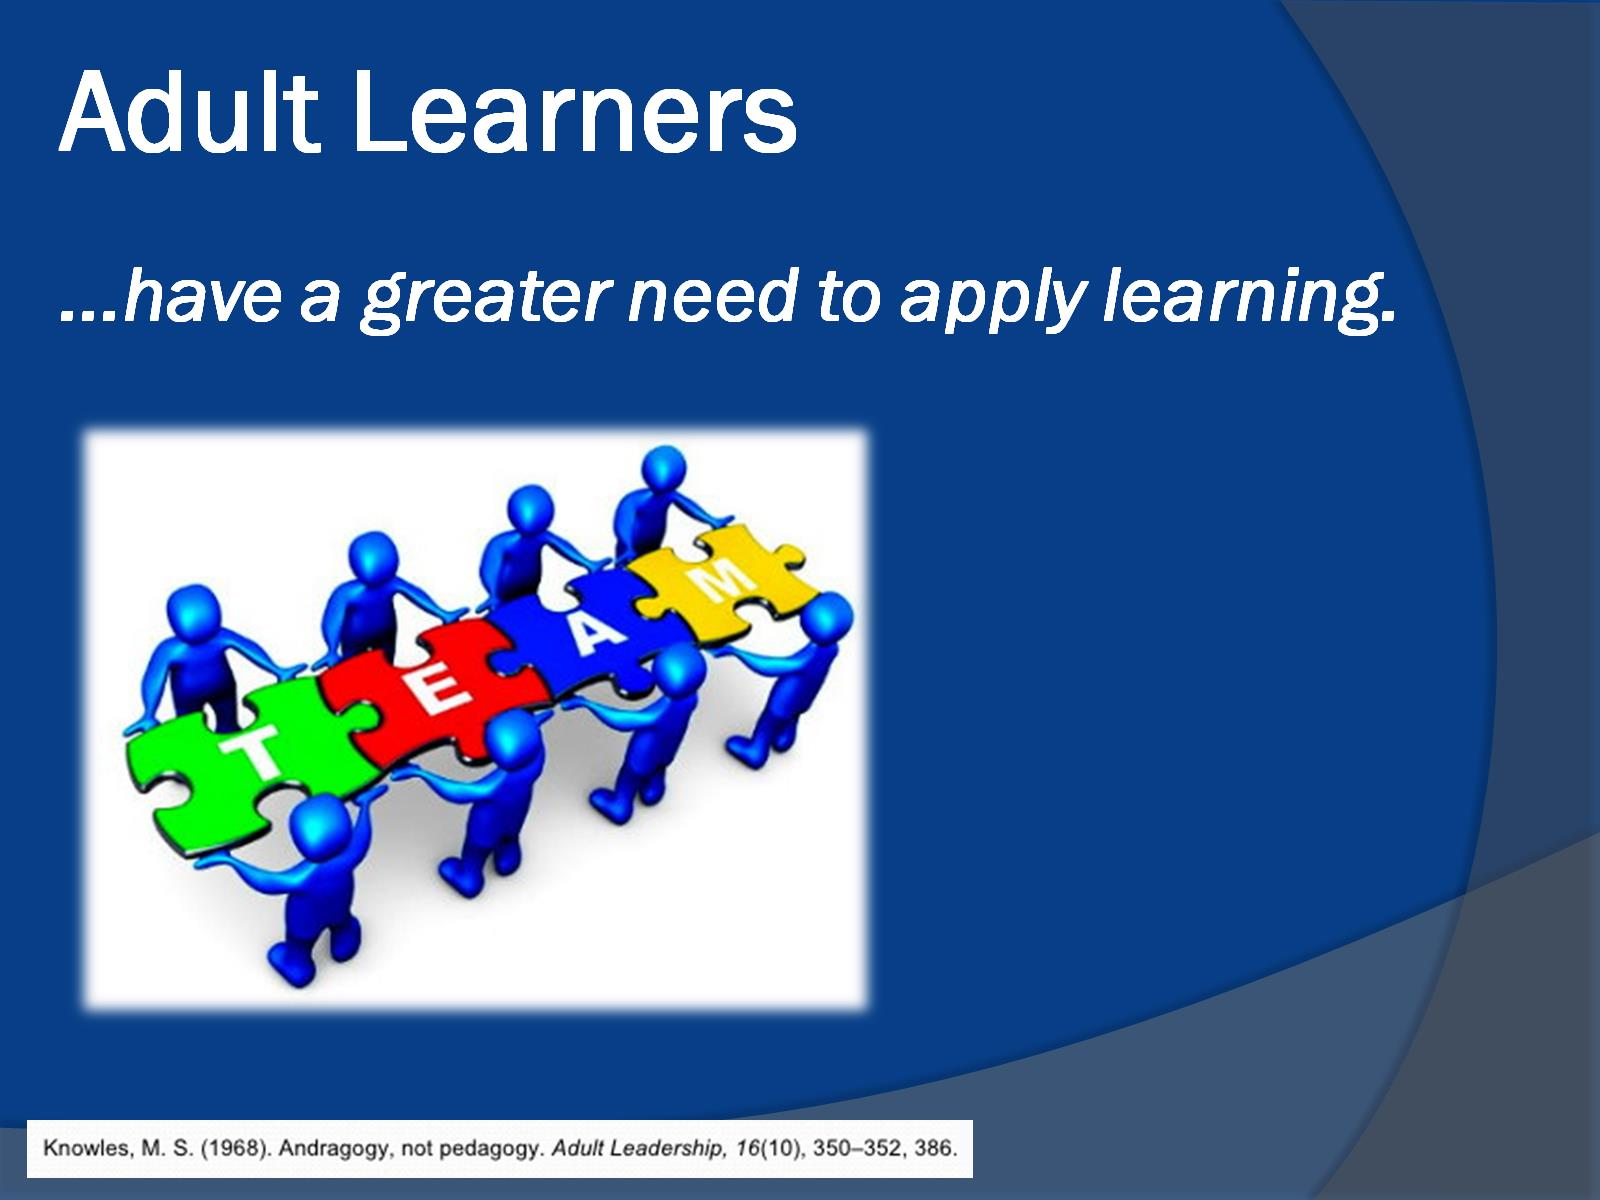 Adult Learners
...have a greater need to apply learning.
T E A M
Knowles, M. S. (1968). Andragogy, not pedagogy. Adult Leadership, 16(10), 350–352, 386.